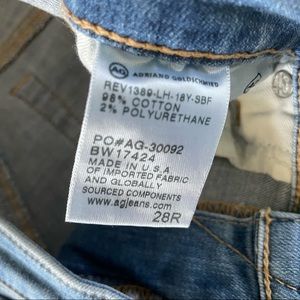 AG ADRIANO GOLDSCHMIED
REV1389-LH-18Y-SBF
98% COTTON
2% POLYURETHANE
PO#AG-30092
BW17424
MADE IN U.S.A
OF IMPORTED FABRIC
AND GLOBALLY
SOURCED COMPONENTS
www.agjeans.com
28R